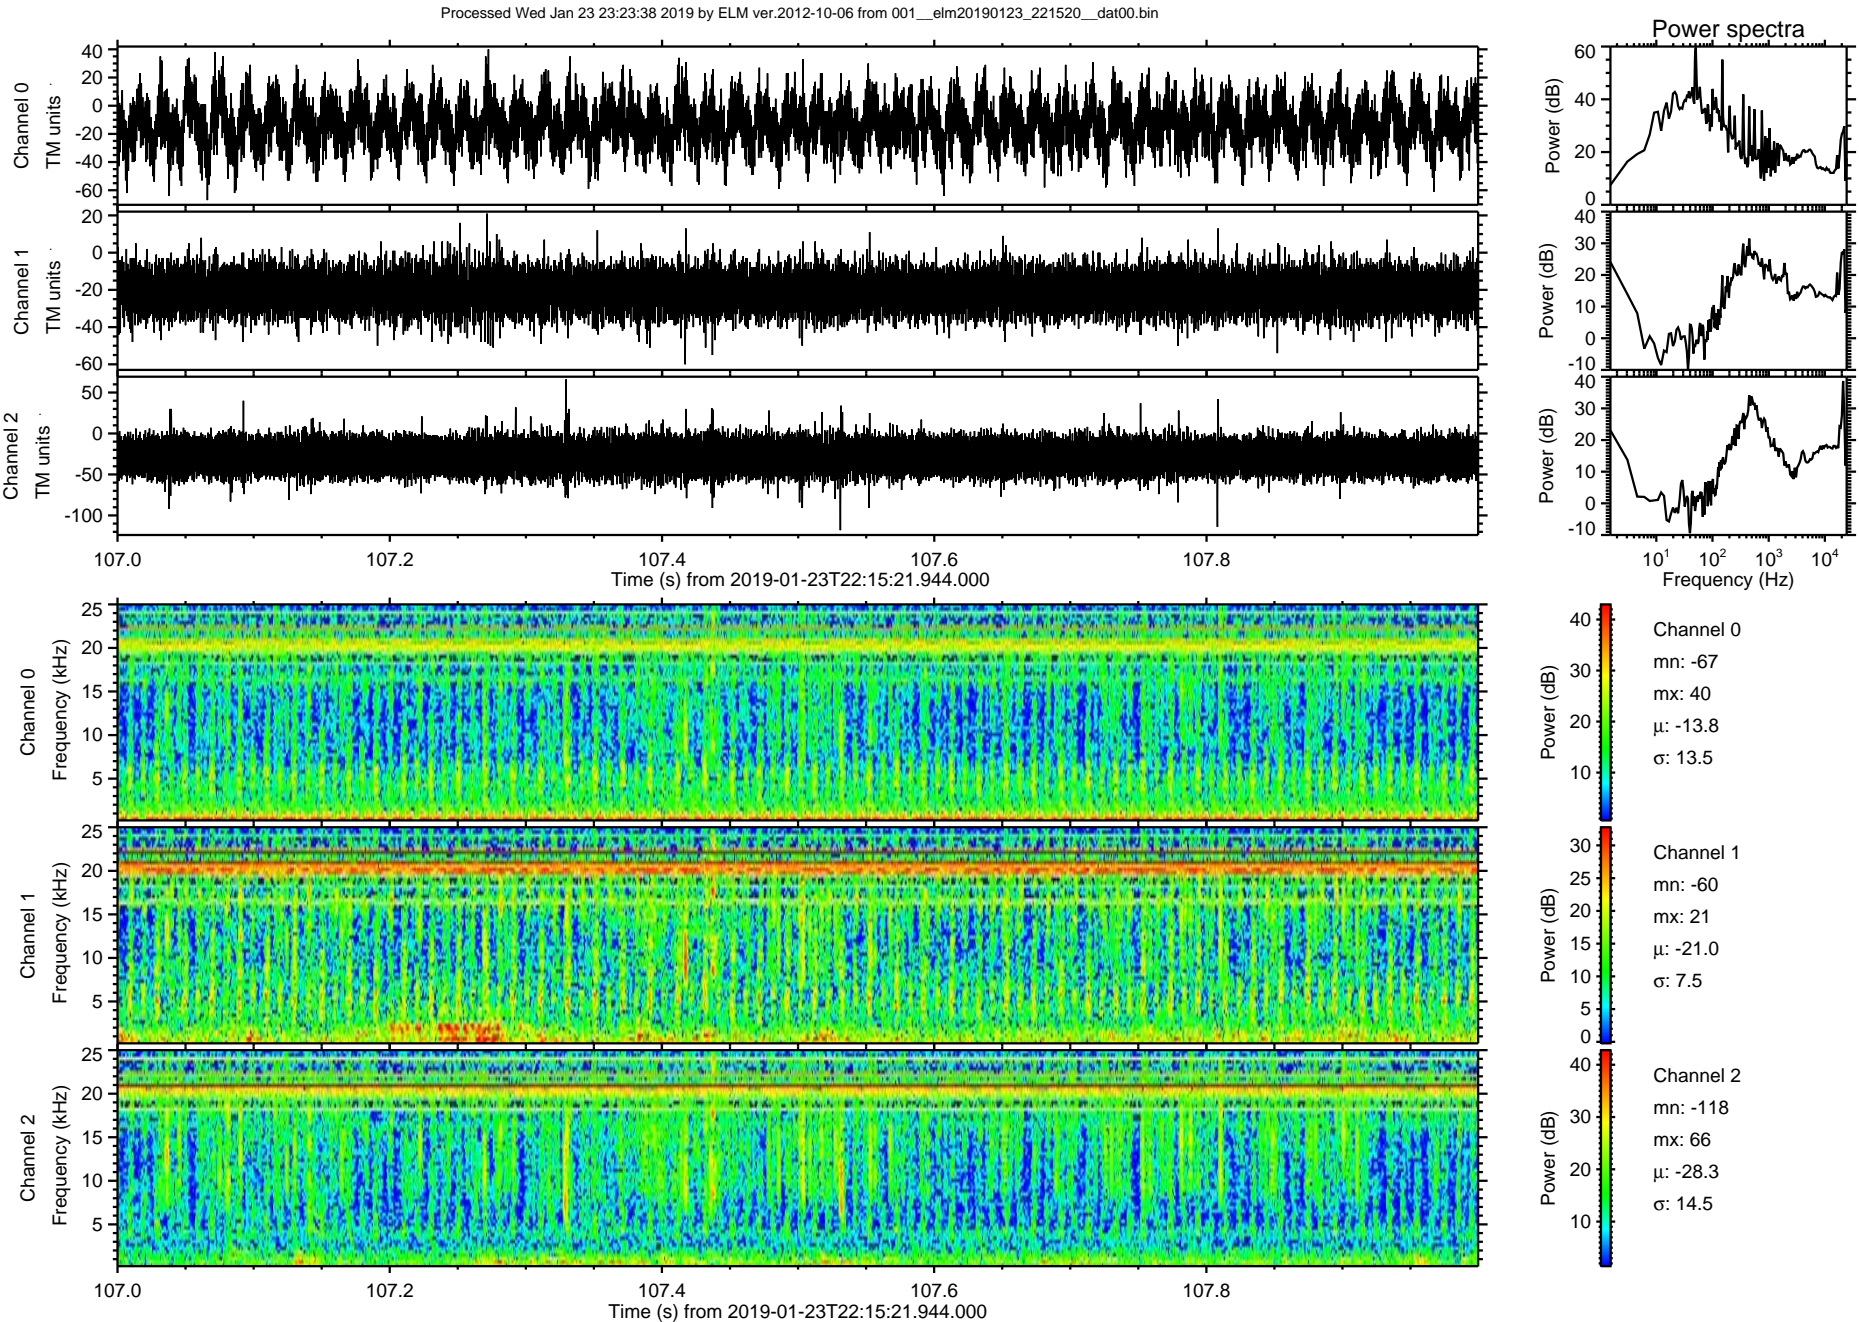 Processed Wed Jan 23 23:23:38 2019 by ELM ver.2012-10-06 from 001__elm20190123_221520__dat00.bin
Power spectra
Channel 0
TM units
40
20
0
-20
-40
-60
Power (dB)
60
40
20
0
Channel 1
TM units
20
0
-20
-40
-60
Power (dB)
40
30
20
10
0
-10
Channel 2
TM units
50
0
-50
-100
Power (dB)
40
30
20
10
0
-10
107.0 107.2 107.4 107.6 107.8
Time (s) from 2019-01-23T22:15:21.944.000
10¹ 10² 10³ 10⁴
Frequency (Hz)
Channel 0
Frequency (kHz)
25
20
15
10
5
Power (dB)
40
30
20
10
Channel 0
mn: -67
mx: 40
μ: -13.8
σ: 13.5
Channel 1
Frequency (kHz)
25
20
15
10
5
Power (dB)
30
25
20
15
10
5
0
Channel 1
mn: -60
mx: 21
μ: -21.0
σ: 7.5
Channel 2
Frequency (kHz)
25
20
15
10
5
Power (dB)
40
30
20
10
Channel 2
mn: -118
mx: 66
μ: -28.3
σ: 14.5
107.0 107.2 107.4 107.6 107.8
Time (s) from 2019-01-23T22:15:21.944.000